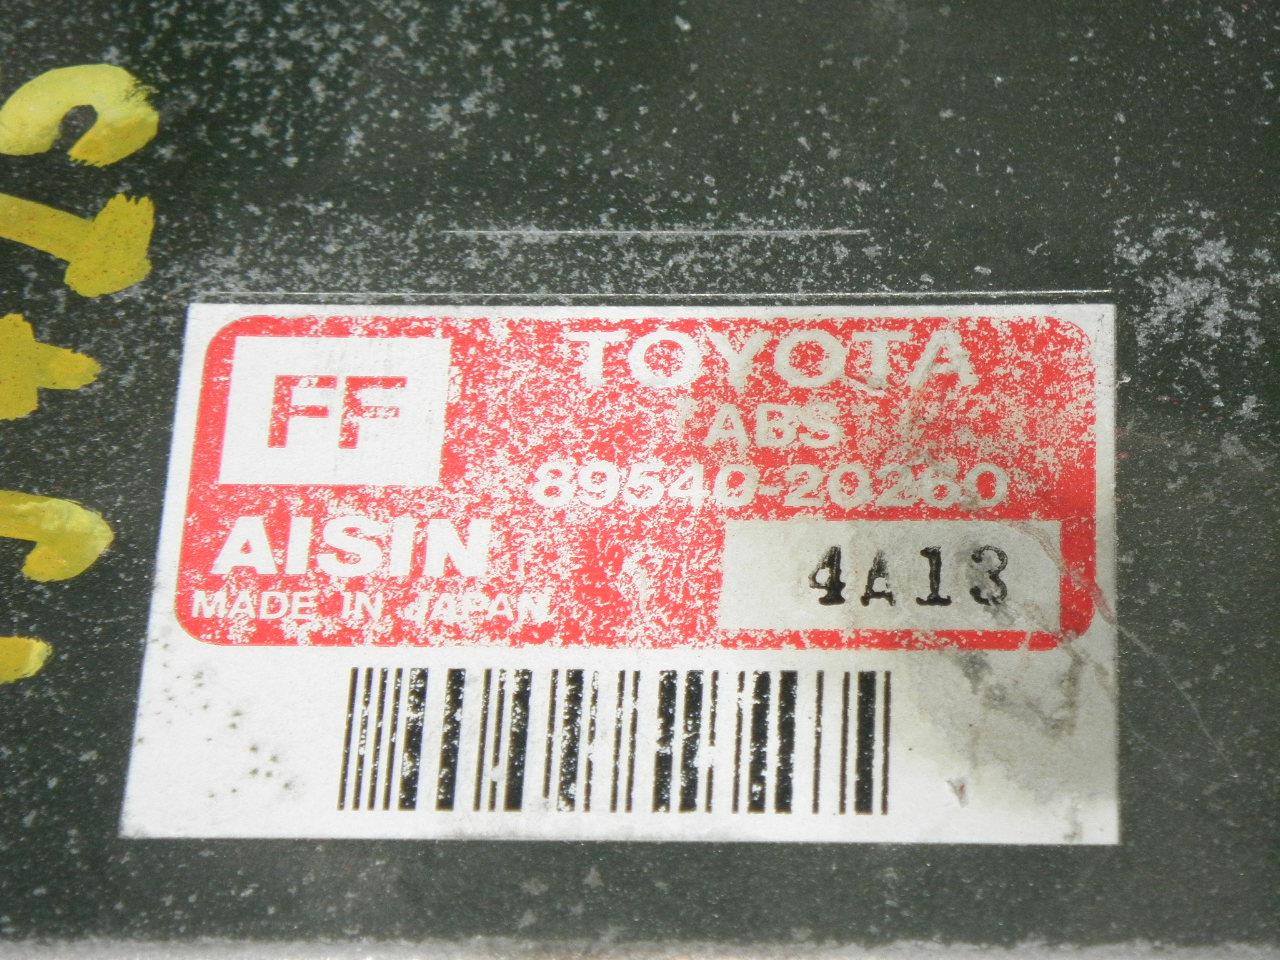 FF
TOYOTA
ABS
89540-20260
AISIN
4A13
MADE IN JAPAN